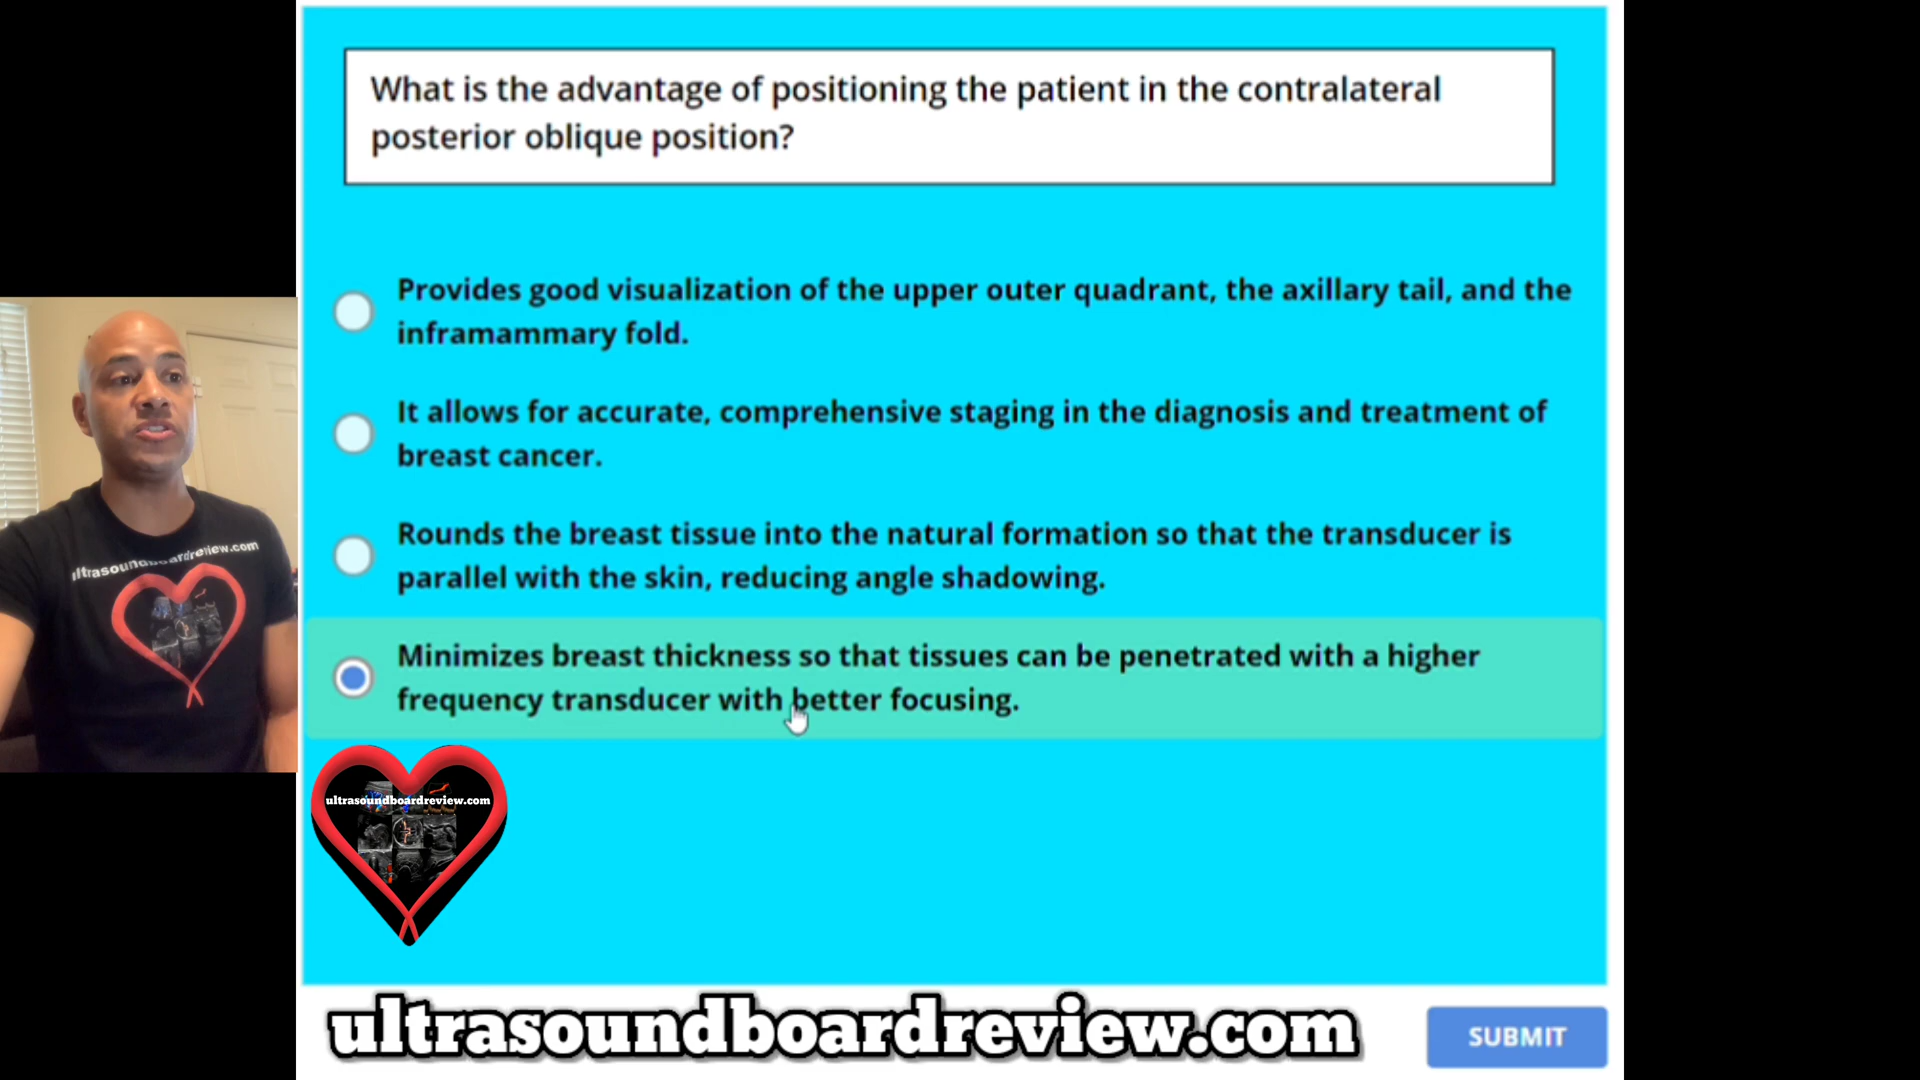 What is the advantage of positioning the patient in the contralateral
posterior oblique position?
Provides good visualization of the upper outer quadrant, the axillary tail, and the
inframammary fold.
It allows for accurate, comprehensive staging in the diagnosis and treatment of
breast cancer.
Rounds the breast tissue into the natural formation so that the transducer is
parallel with the skin, reducing angle shadowing.
Minimizes breast thickness so that tissues can be penetrated with a higher
frequency transducer with better focusing.
ultrasoundboardreview.com
ultrasoundboardreview.com
ultrasoundboardreview.com
SUBMIT